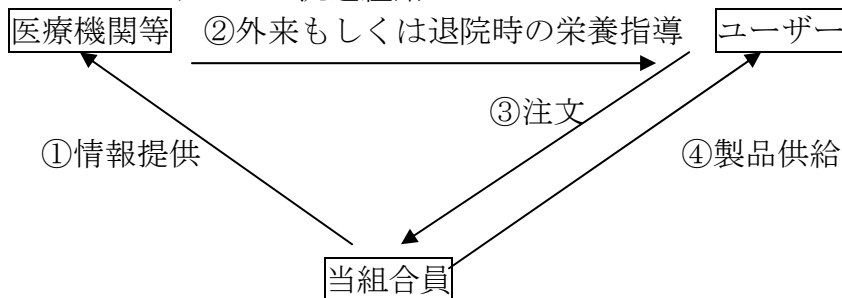 医療機関等
②外来もしくは退院時の栄養指導
ユーザー
③注文
①情報提供
④製品供給
当組合員